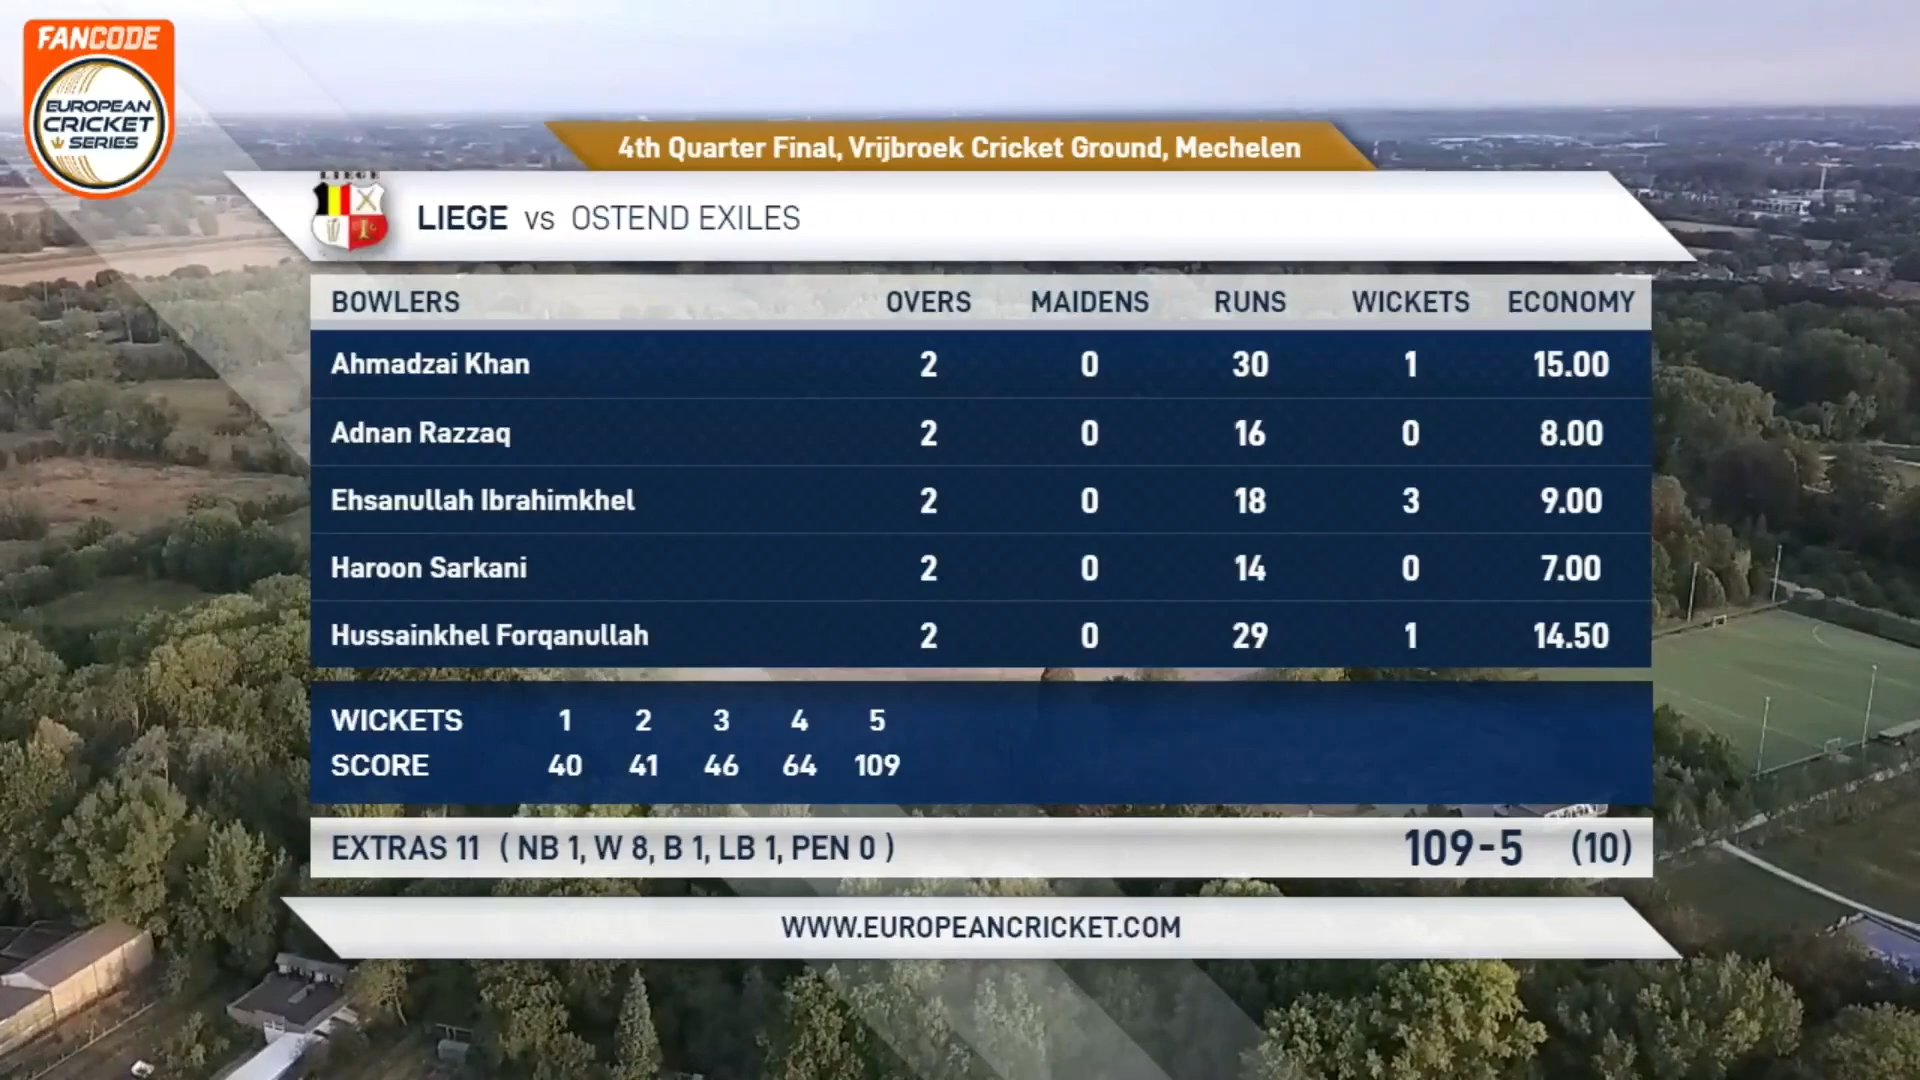 FANCODE
EUROPEAN
CRICKET
SERIES
4th Quarter Final, Vrijbroek Cricket Ground, Mechelen
LIEGE
LIEGE vs OSTEND EXILES
BOWLERS OVERS MAIDENS RUNS WICKETS ECONOMY
Ahmadzai Khan 2 0 30 1 15.00
Adnan Razzaq 2 0 16 0 8.00
Ehsanullah Ibrahimkhel 2 0 18 3 9.00
Haroon Sarkani 2 0 14 0 7.00
Hussainkhel Forqanullah 2 0 29 1 14.50
WICKETS 1 2 3 4 5
SCORE 40 41 46 64 109
EXTRAS 11 ( NB 1, W 8, B 1, LB 1, PEN 0 ) 109-5 (10)
WWW.EUROPEANCRICKET.COM